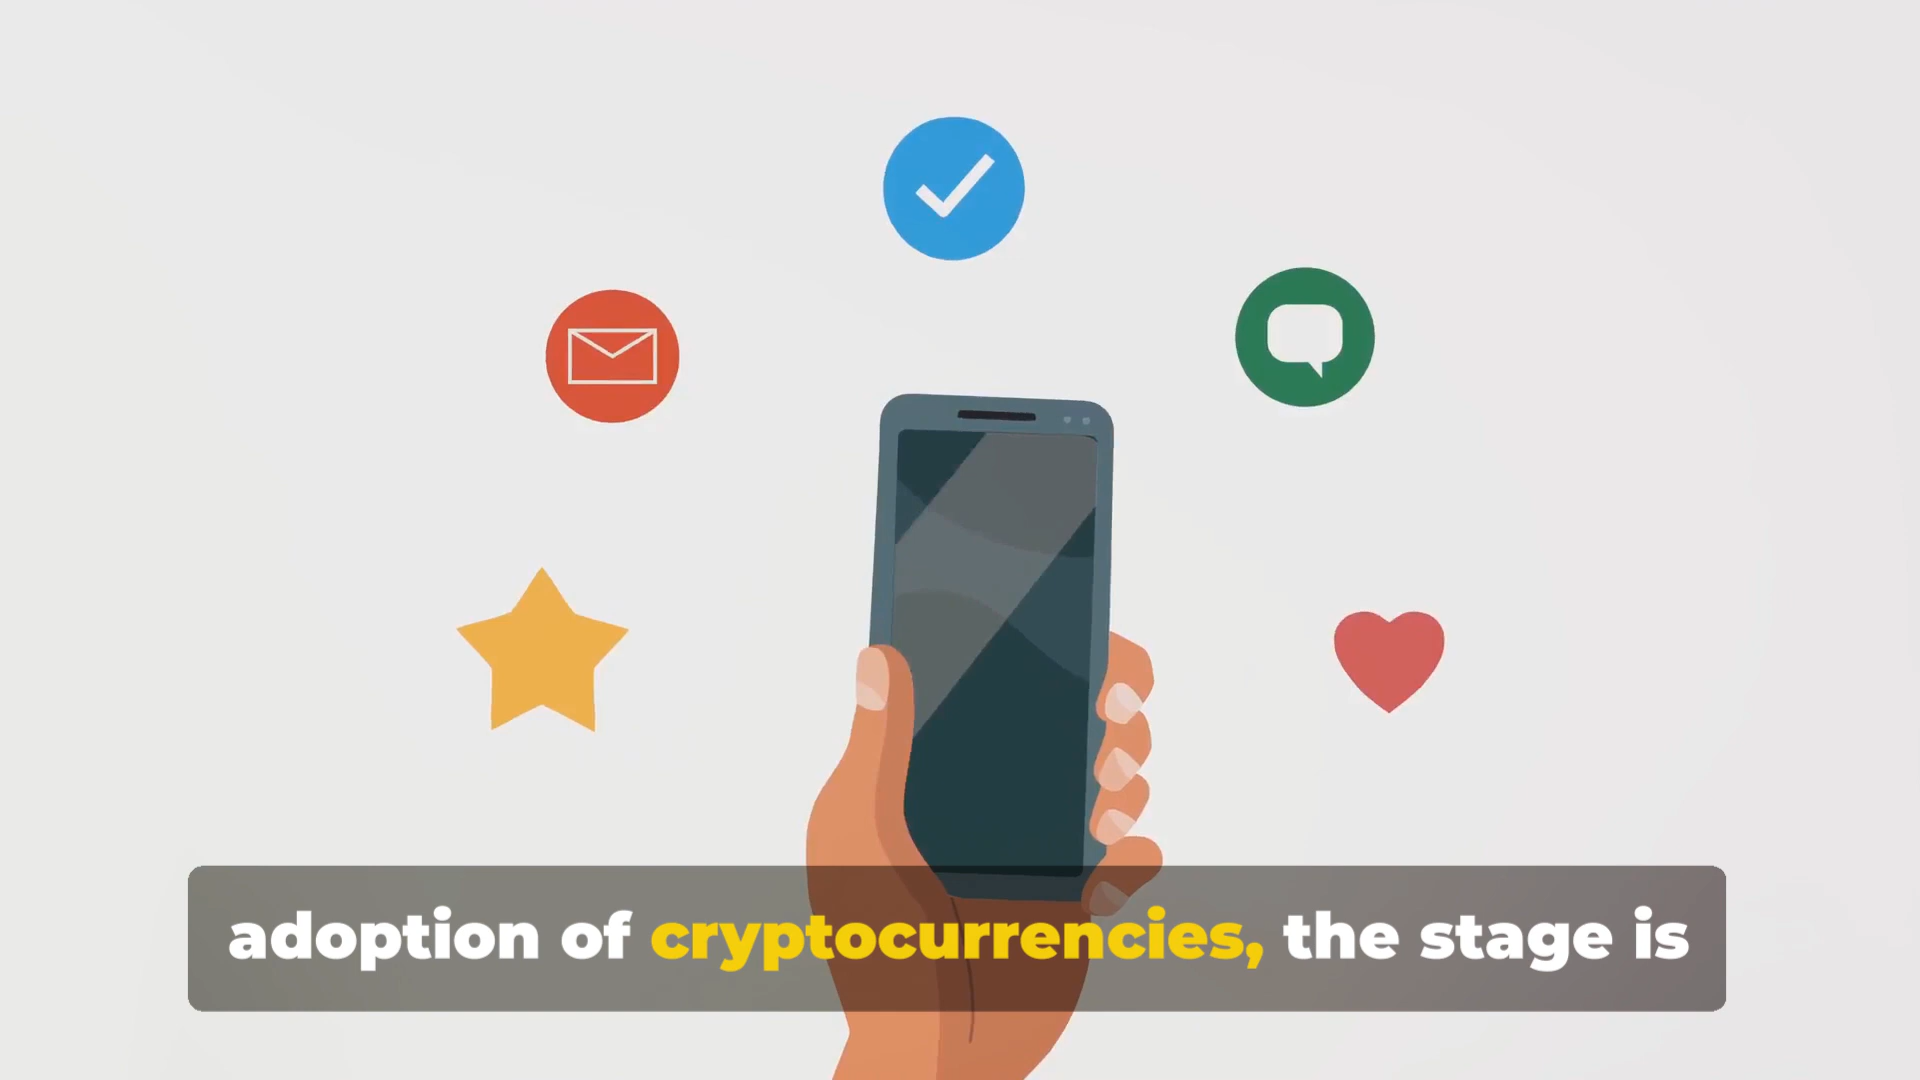 adoption of cryptocurrencies, the stage is